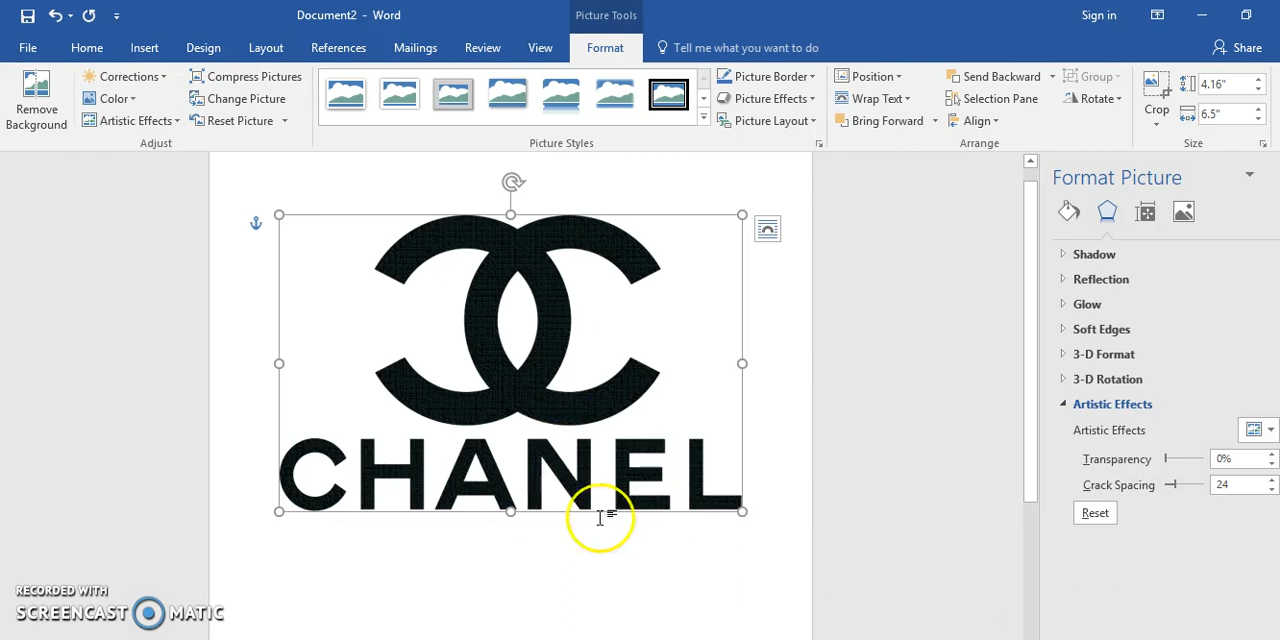 Document2 - Word
Picture Tools
Sign in
File Home Insert Design Layout References Mailings Review View Format Tell me what you want to do Share
Remove Background
Corrections
Color
Artistic Effects
Compress Pictures
Change Picture
Reset Picture
Adjust
Picture Styles
Picture Border
Picture Effects
Picture Layout
Position
Wrap Text
Bring Forward
Send Backward
Selection Pane
Align
Group
Rotate
Arrange
Crop
4.16"
6.5"
Size
CHANEL
Format Picture
Shadow
Reflection
Glow
Soft Edges
3-D Format
3-D Rotation
Artistic Effects
Artistic Effects
Transparency 0%
Crack Spacing 24
Reset
RECORDED WITH
SCREENCAST MATIC